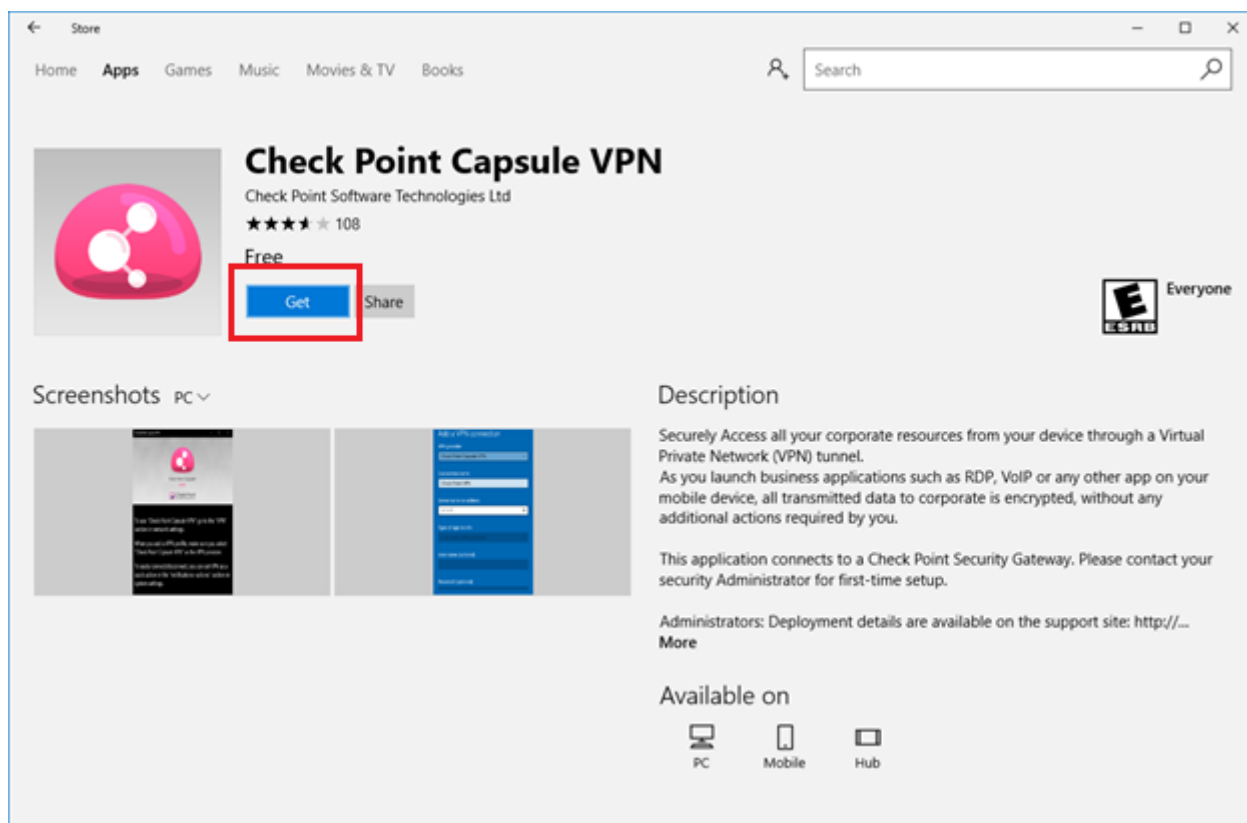 Store
Home Apps Games Music Movies & TV Books
Search
Check Point Capsule VPN
Check Point Software Technologies Ltd
108
Free
Get Share
E
ESRB
Everyone
Screenshots PC
Description
Securely Access all your corporate resources from your device through a Virtual
Private Network (VPN) tunnel.
As you launch business applications such as RDP, VoIP or any other app on your
mobile device, all transmitted data to corporate is encrypted, without any
additional actions required by you.
This application connects to a Check Point Security Gateway. Please contact your
security Administrator for first-time setup.
Administrators: Deployment details are available on the support site: http://...
More
Add a VPN connection
Available on
PC Mobile Hub